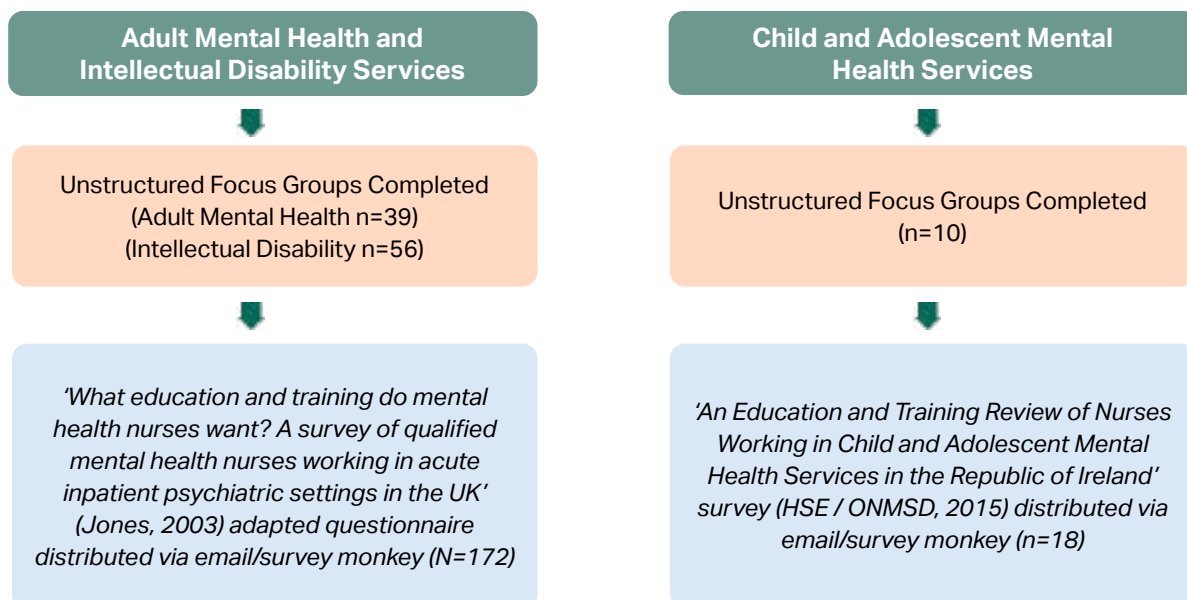 Adult Mental Health and
Intellectual Disability Services
Unstructured Focus Groups Completed
(Adult Mental Health n=39)
(Intellectual Disability n=56)
‘What education and training do mental
health nurses want? A survey of qualified
mental health nurses working in acute
inpatient psychiatric settings in the UK’
(Jones, 2003) adapted questionnaire
distributed via email/survey monkey (N=172)
Child and Adolescent Mental
Health Services
Unstructured Focus Groups Completed
(n=10)
‘An Education and Training Review of Nurses
Working in Child and Adolescent Mental
Health Services in the Republic of Ireland’
survey (HSE / ONMSD, 2015) distributed via
email/survey monkey (n=18)